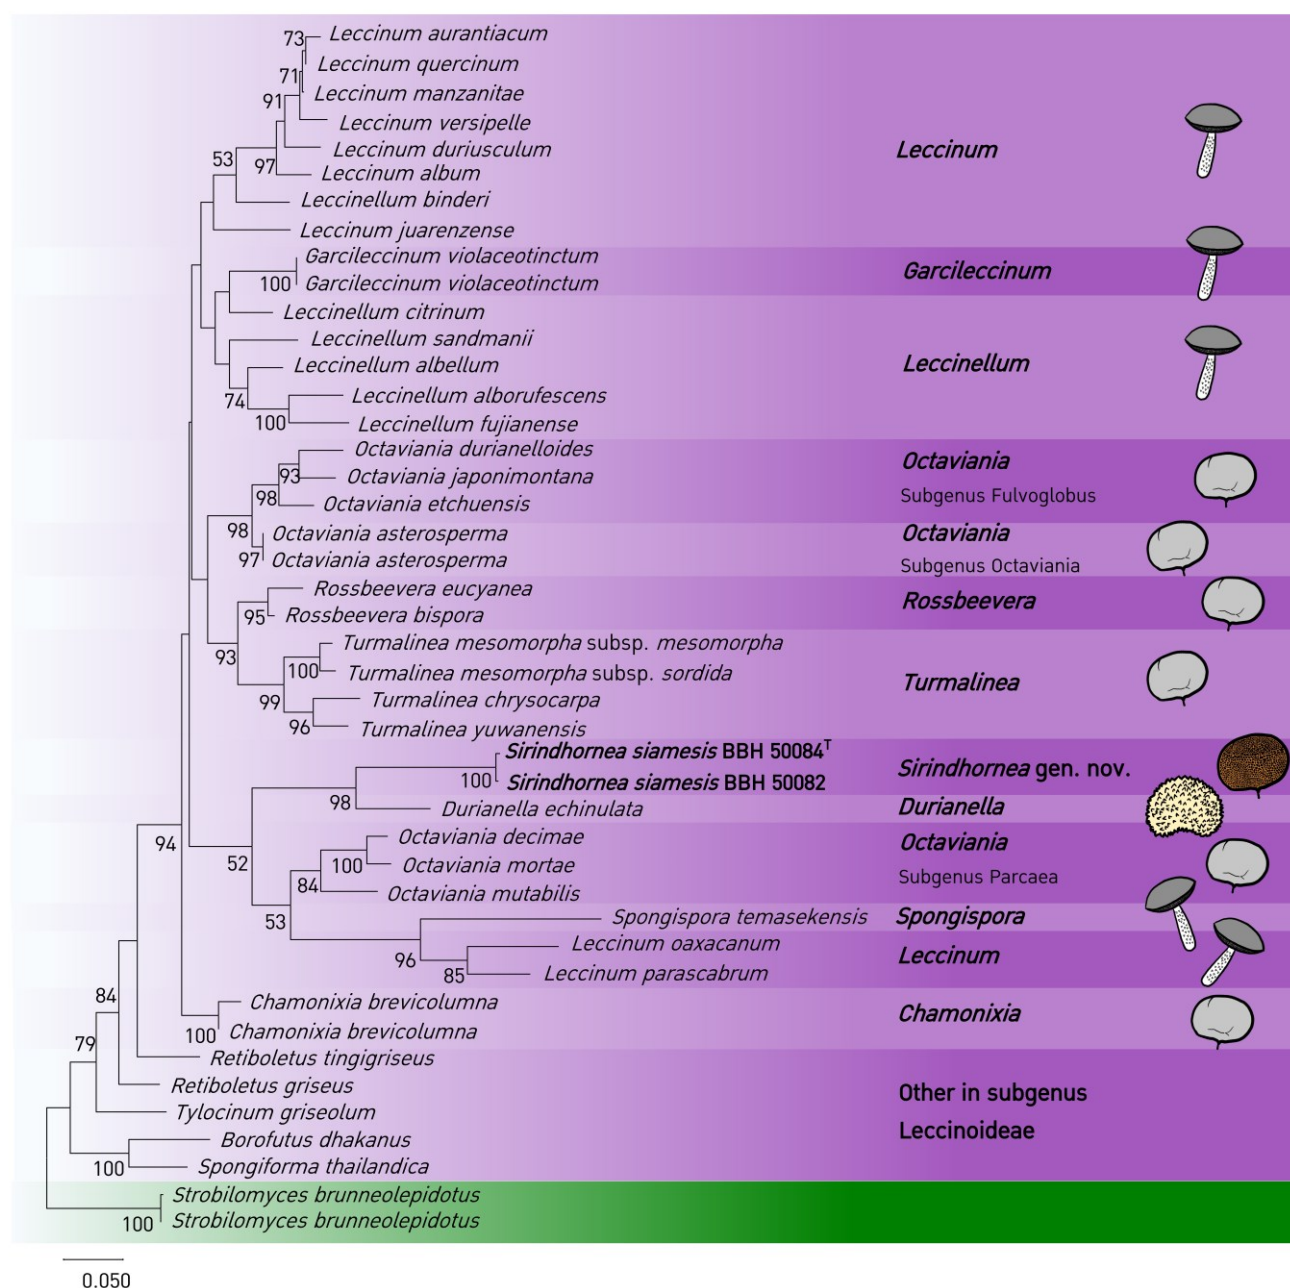 73
Leccinum aurantiacum
Leccinum quercinum
71
Leccinum manzanitae
91
Leccinum versipelle
Leccinum duriusculum
53
97
Leccinum album
Leccinum
Leccinellum binderi
Leccinum juarenzense
Garcileccinum violaceotinctum
100
Garcileccinum violaceotinctum
Garcileccinum
Leccinellum citrinum
Leccinellum sandmanii
Leccinellum albellum
Leccinellum
74
Leccinellum alborufescens
100
Leccinellum fujianense
Octaviania durianelloides
Octaviania
93
Octaviania japonimontana
98
Octaviania etchuensis
Subgenus Fulvoglobus
98
Octaviania asterosperma
Octaviania
97
Octaviania asterosperma
Subgenus Octaviania
Rossbeevera eucyanea
Rossbeevera
95
Rossbeevera bispora
93
Turmalinea mesomorpha subsp. mesomorpha
100
Turmalinea mesomorpha subsp. sordida
Turmalinea
99
Turmalinea chrysocarpa
96
Turmalinea yuwanensis
Sirindhornea siamesis BBH 50084T
Sirindhornea gen. nov.
100
Sirindhornea siamesis BBH 50082
98
Durianella echinulata
Durianella
94
52
Octaviania decimae
Octaviania
100
Octaviania mortae
Subgenus Parcaea
84
Octaviania mutabilis
53
Spongispora temasekensis
Spongispora
96
Leccinum oaxacanum
Leccinum
85
Leccinum parascabrum
84
Chamonixia brevicolumna
Chamonixia
100
Chamonixia brevicolumna
79
Retiboletus tingigriseus
Retiboletus griseus
Other in subgenus
Leccinoideae
Tylocinum griseolum
Borofutus dhakanus
100
Spongiforma thailandica
Strobilomyces brunneolepidotus
100
Strobilomyces brunneolepidotus
0.050